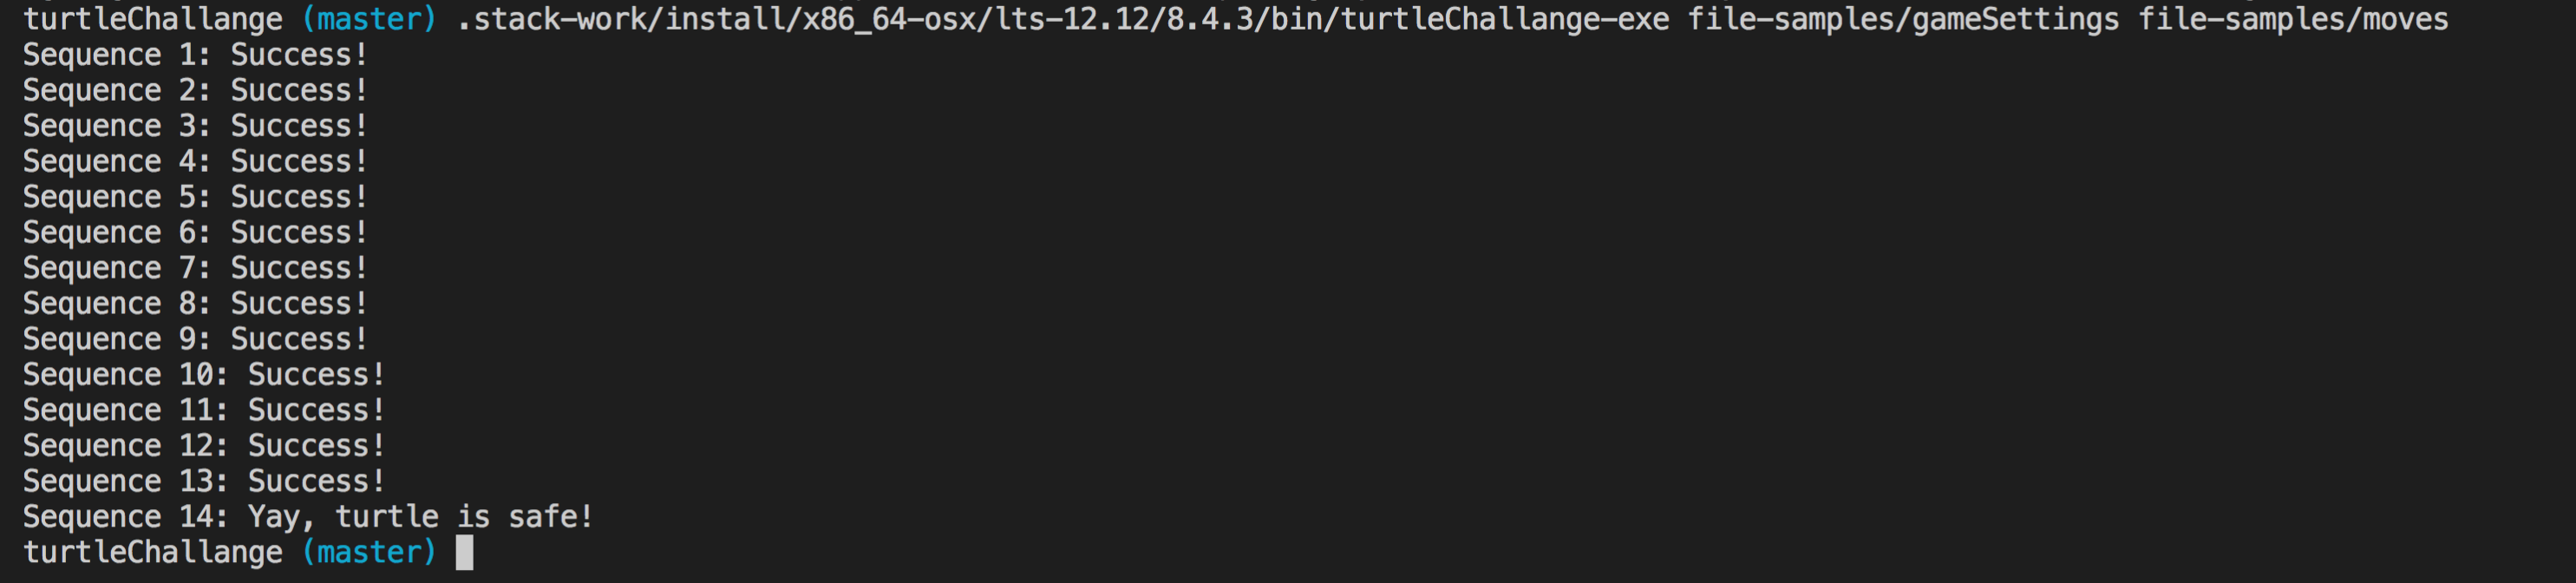 turtleChallange (master) .stack-work/install/x86_64-osx/lts-12.12/8.4.3/bin/turtleChallange-exe file-samples/gameSettings file-samples/moves
Sequence 1: Success!
Sequence 2: Success!
Sequence 3: Success!
Sequence 4: Success!
Sequence 5: Success!
Sequence 6: Success!
Sequence 7: Success!
Sequence 8: Success!
Sequence 9: Success!
Sequence 10: Success!
Sequence 11: Success!
Sequence 12: Success!
Sequence 13: Success!
Sequence 14: Yay, turtle is safe!
turtleChallange (master)